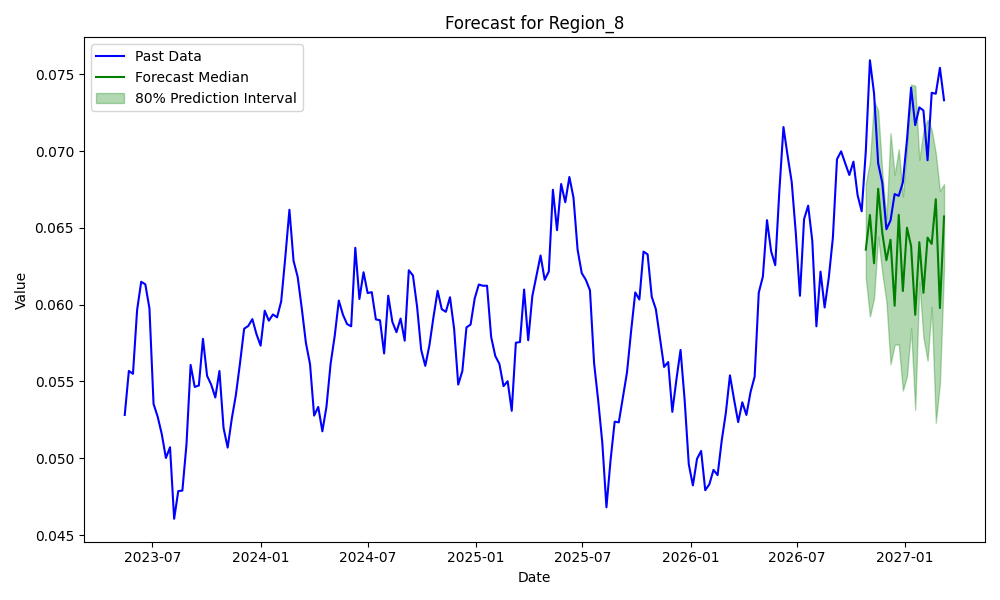 Forecast for Region_8
Past Data
Forecast Median
80% Prediction Interval
Value
0.075
0.070
0.065
0.060
0.055
0.050
0.045
2023-07
2024-01
2024-07
2025-01
2025-07
2026-01
2026-07
2027-01
Date